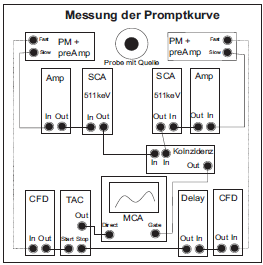 Messung der Promptkurve
Fast
Slow
PM +
preAmp
Probe mit Quelle
PM +
preAmp
Fast
Slow
Amp
In Out
SCA
511keV
In Out
SCA
511keV
Out In
Amp
Out In
Koinzidenz
In In
Out
CFD
In Out
TAC
Out
Start Stop
MCA
Direct
Gate
Delay
Out In
CFD
Out In